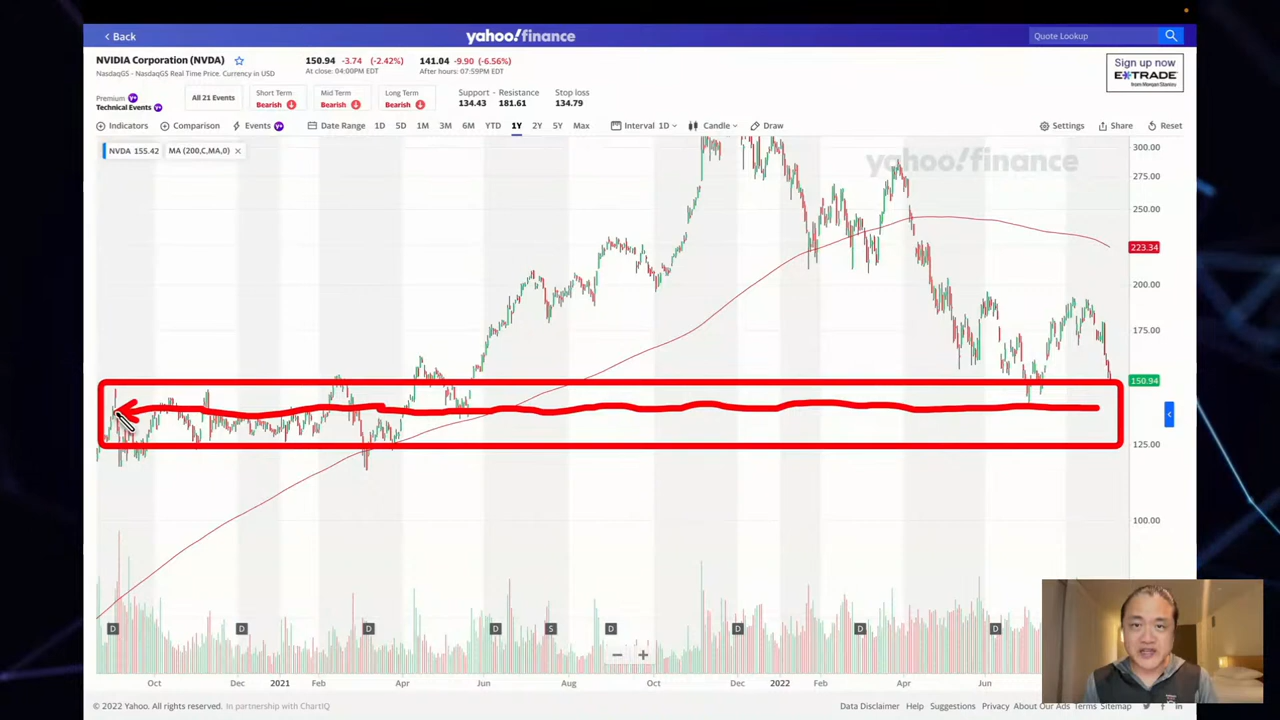 Back
yahoo!finance
Quote Lookup
NVIDIA Corporation (NVDA)
NasdaqGS - NasdaqGS Real Time Price. Currency in USD
150.94 -3.74 (-2.42%)
At close: 04:00PM EDT
141.04 -9.90 (-6.56%)
After hours: 07:59PM EDT
Sign up now
E*TRADE
from Morgan Stanley
Premium Y+
Technical Events Y+
All 21 Events
Short Term
Bearish
Mid Term
Bearish
Long Term
Bearish
Support - Resistance
134.43 181.61
Stop loss
134.79
Indicators Comparison Events Y+ Date Range 1D 5D 1M 3M 6M YTD 1Y 2Y 5Y Max Interval 1D Candle Draw Settings Share Reset
NVDA 155.42 MA (200,C,MA,0) X
yahoo!finance
300.00
275.00
250.00
223.34
200.00
175.00
150.94
125.00
100.00
D D D D S D D D D
Oct Dec 2021 Feb Apr Jun Aug Oct Dec 2022 Feb Apr Jun
© 2022 Yahoo. All rights reserved. In partnership with ChartIQ
Data Disclaimer Help Suggestions Privacy About Our Ads Terms Sitemap